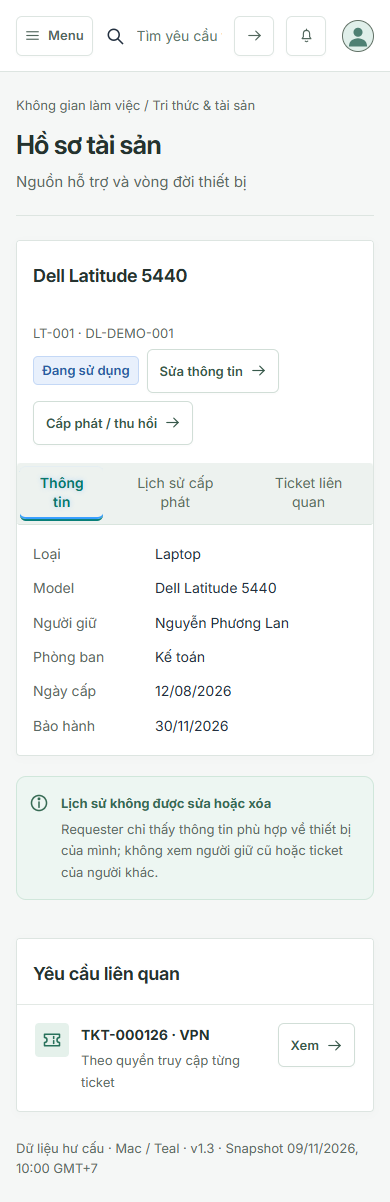 Menu
Tìm yêu cầu
Không gian làm việc / Tri thức & tài sản
Hồ sơ tài sản
Nguồn hỗ trợ và vòng đời thiết bị
Dell Latitude 5440
LT-001 · DL-DEMO-001
Đang sử dụng
Sửa thông tin →
Cấp phát / thu hồi →
Thông
tin
Lịch sử cấp
phát
Ticket liên
quan
Loại Laptop
Model Dell Latitude 5440
Người giữ Nguyễn Phương Lan
Phòng ban Kế toán
Ngày cấp 12/08/2026
Bảo hành 30/11/2026
Lịch sử không được sửa hoặc xóa
Requester chỉ thấy thông tin phù hợp về thiết bị
của mình; không xem người giữ cũ hoặc ticket
của người khác.
Yêu cầu liên quan
TKT-000126 · VPN
Theo quyền truy cập từng
ticket
Xem →
Dữ liệu hư cấu · Mac / Teal · v1.3 · Snapshot 09/11/2026,
10:00 GMT+7